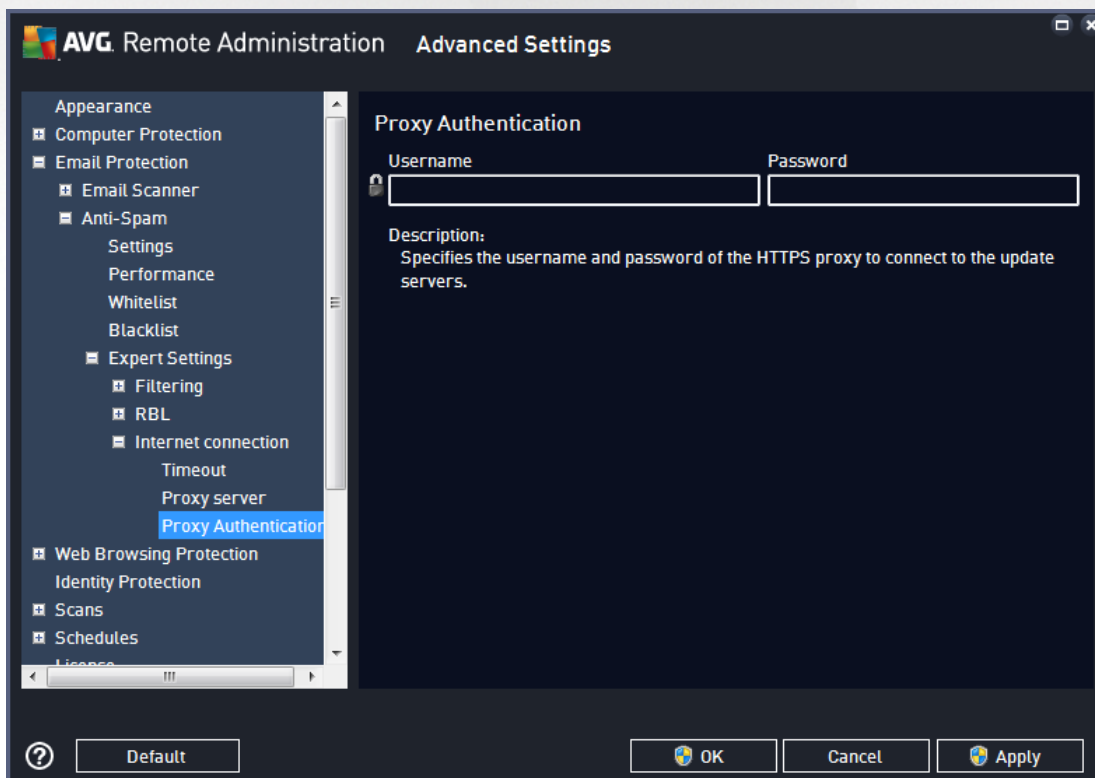 AVG. Remote Administration Advanced Settings
Appearance
Computer Protection
Email Protection
Email Scanner
Anti-Spam
Settings
Performance
Whitelist
Blacklist
Expert Settings
Filtering
RBL
Internet connection
Timeout
Proxy server
Proxy Authentication
Web Browsing Protection
Identity Protection
Scans
Schedules
License
Proxy Authentication
Username Password
Description:
Specifies the username and password of the HTTPS proxy to connect to the update
servers.
Default OK Cancel Apply